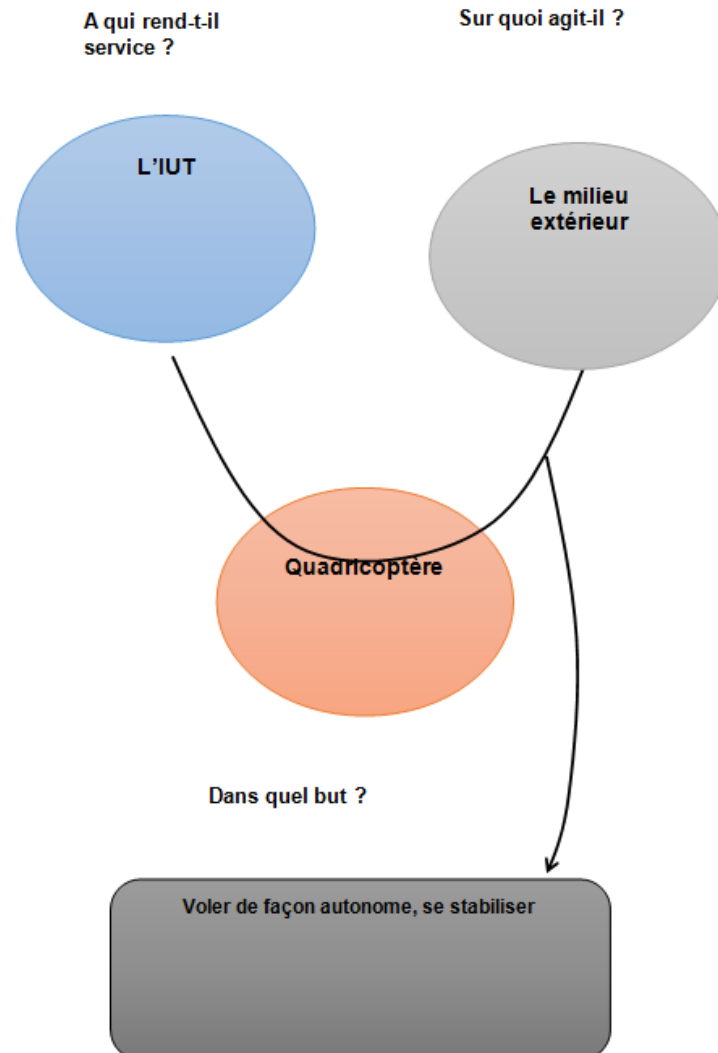 A qui rend-t-il
service ?
Sur quoi agit-il ?
L'IUT
Le milieu
extérieur
Quadricoptère
Dans quel but ?
Voler de façon autonome, se stabiliser